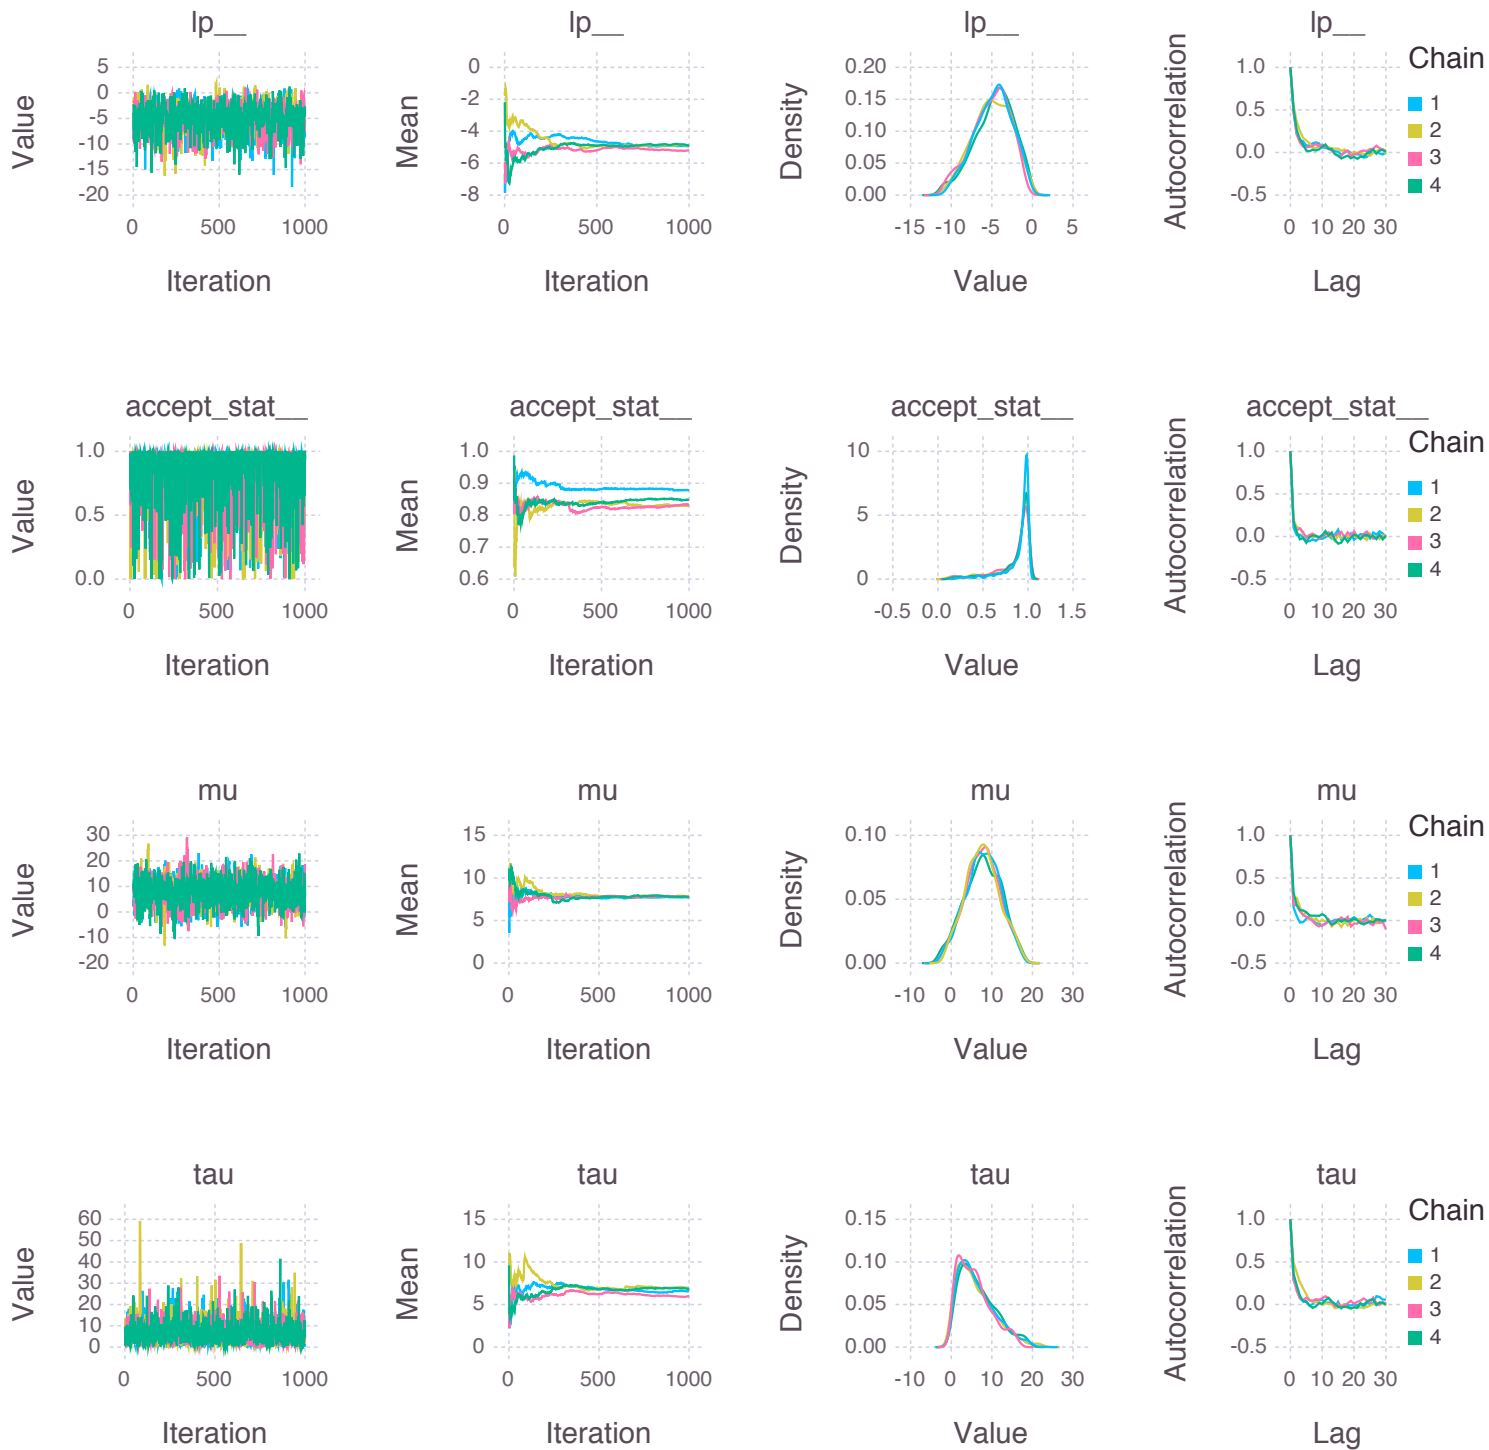 lp__
lp__
lp__
lp__
Value
5
0
-5
-10
-15
-20
0 500 1000
Iteration
Mean
0
-2
-4
-6
-8
0 500 1000
Iteration
Density
0.20
0.15
0.10
0.05
0.00
-15 -10 -5 0 5
Value
Autocorrelation
1.0
0.5
0.0
-0.5
0 10 20 30
Lag
Chain
1
2
3
4
accept_stat__
accept_stat__
accept_stat__
accept_stat__
Value
1.0
0.5
0.0
0 500 1000
Iteration
Mean
1.0
0.9
0.8
0.7
0.6
0 500 1000
Iteration
Density
10
5
0
-0.5 0.0 0.5 1.0 1.5
Value
Autocorrelation
1.0
0.5
0.0
-0.5
0 10 20 30
Lag
Chain
1
2
3
4
mu
mu
mu
mu
Value
30
20
10
0
-10
-20
0 500 1000
Iteration
Mean
15
10
5
0
0 500 1000
Iteration
Density
0.10
0.05
0.00
-10 0 10 20 30
Value
Autocorrelation
1.0
0.5
0.0
-0.5
0 10 20 30
Lag
Chain
1
2
3
4
tau
tau
tau
tau
Value
60
50
40
30
20
10
0
0 500 1000
Iteration
Mean
15
10
5
0
0 500 1000
Iteration
Density
0.15
0.10
0.05
0.00
-10 0 10 20 30
Value
Autocorrelation
1.0
0.5
0.0
-0.5
0 10 20 30
Lag
Chain
1
2
3
4